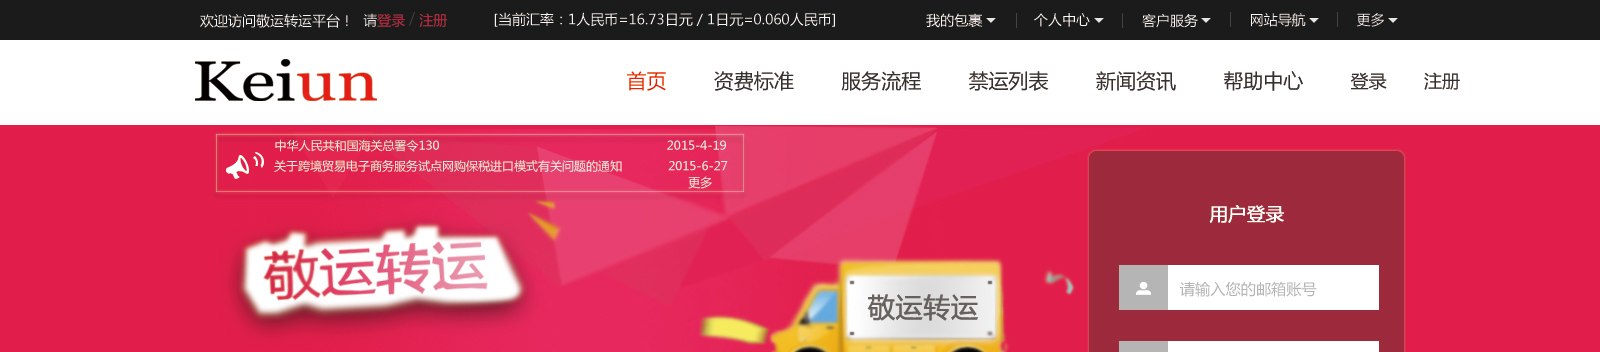 欢迎访问敬运转运平台！ 请登录 / 注册 [当前汇率：1人民币=16.73日元 / 1日元=0.060人民币] 我的包裹 个人中心 客户服务 网站导航 更多
Keiun 首页 资费标准 服务流程 禁运列表 新闻资讯 帮助中心 登录 注册
中华人民共和国海关总署令130 2015-4-19
关于跨境贸易电子商务服务试点网购保税进口模式有关问题的通知 2015-6-27
更多
用户登录
敬运转运
敬运转运
请输入您的邮箱账号